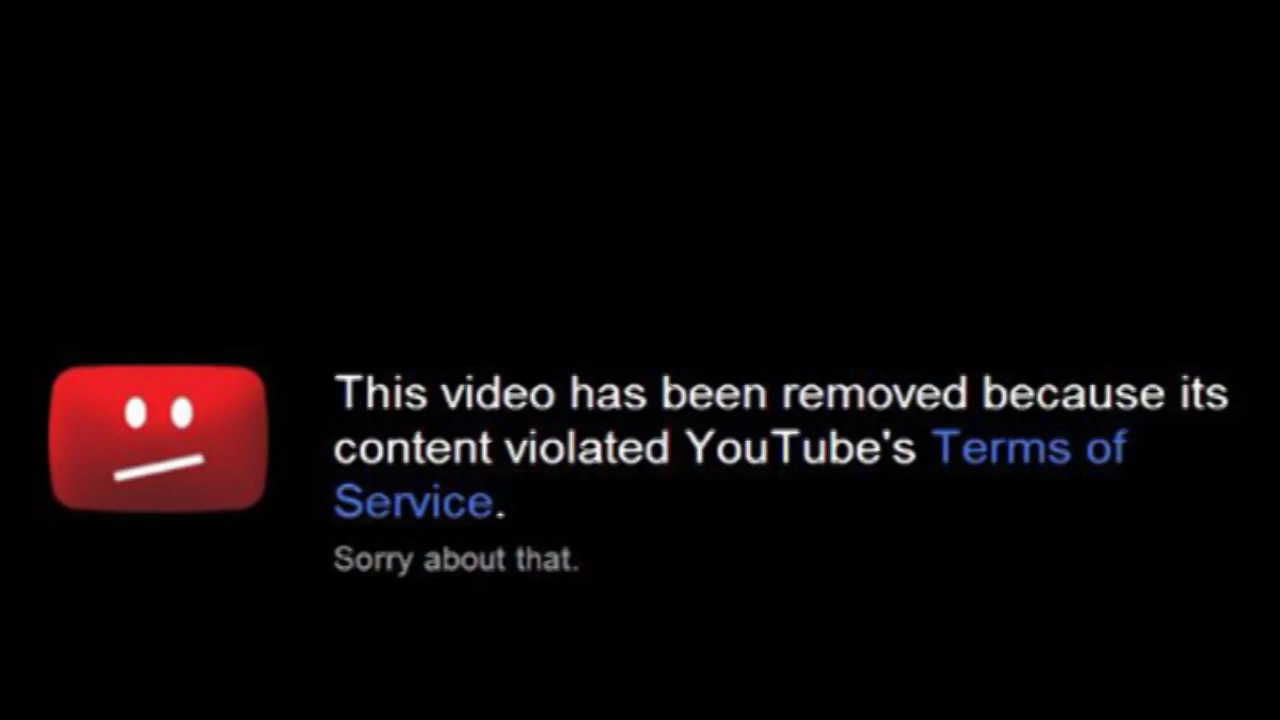 This video has been removed because its
content violated YouTube's Terms of
Service.
Sorry about that.